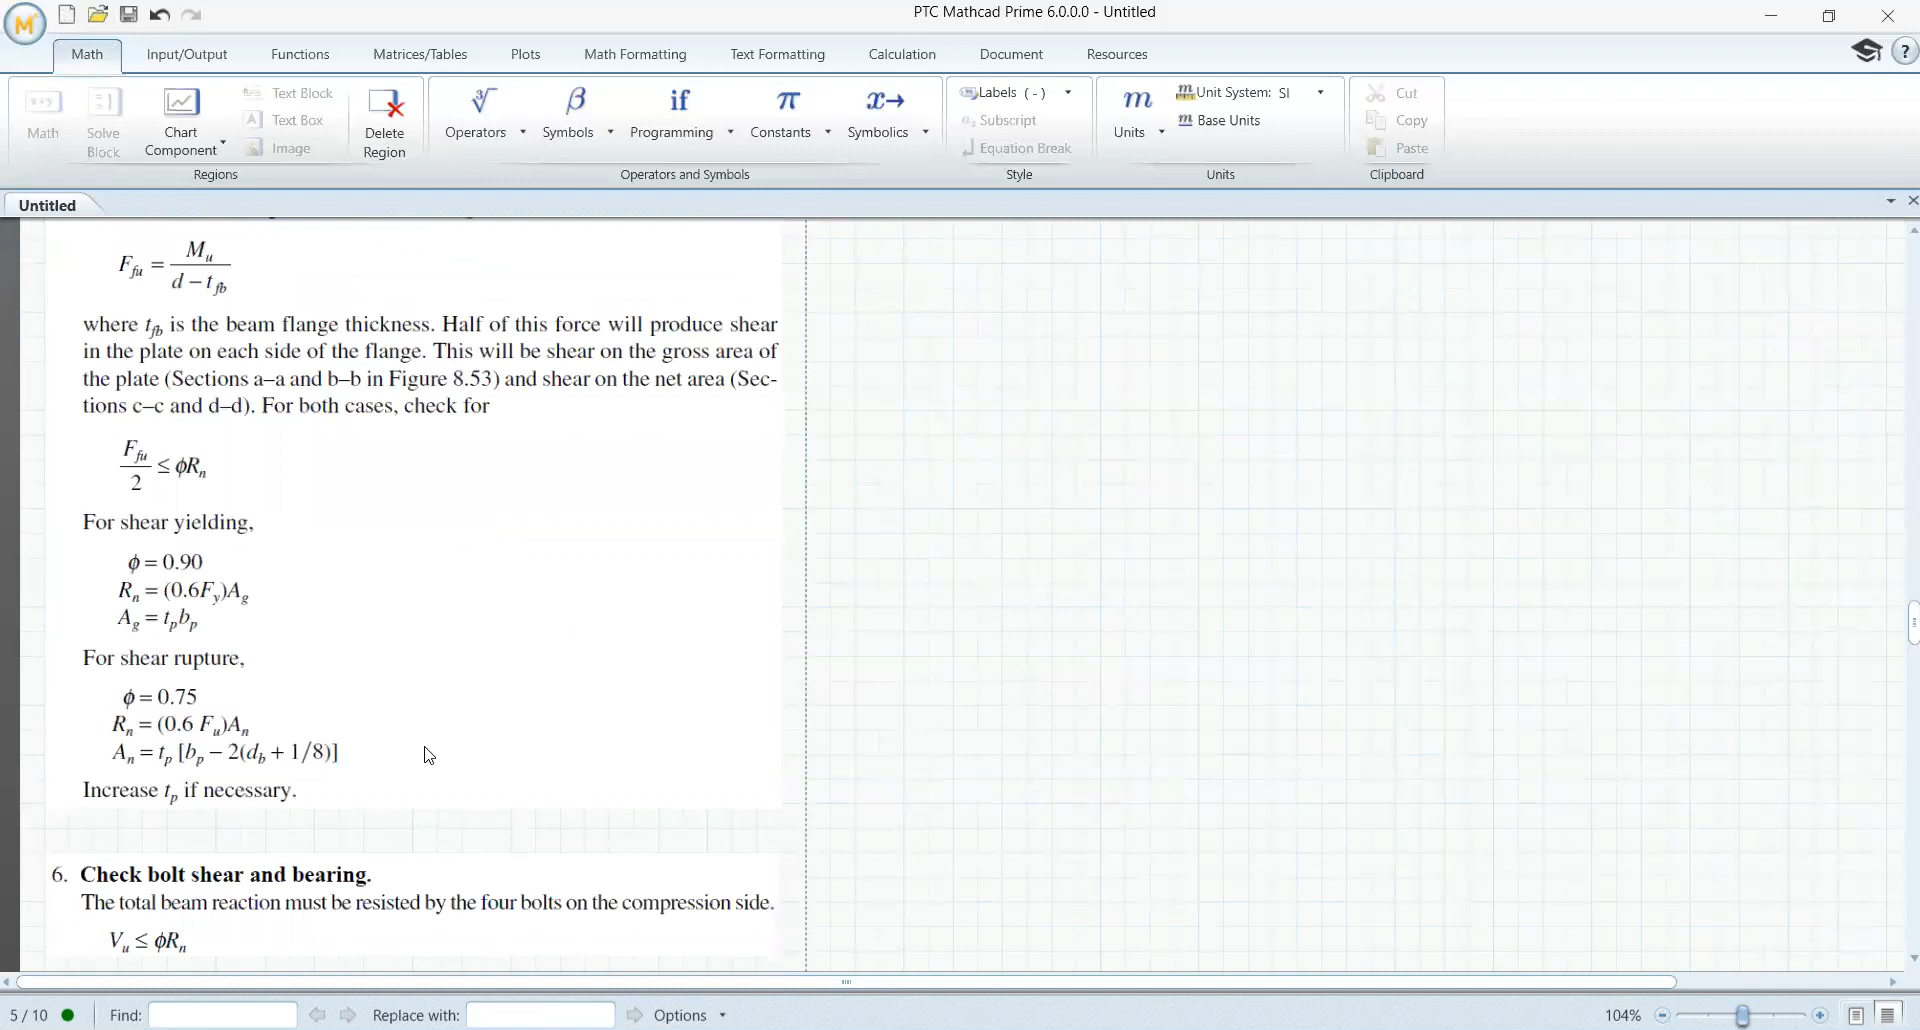 PTC Mathcad Prime 6.0.0.0 - Untitled
Math Input/Output Functions Matrices/Tables Plots Math Formatting Text Formatting Calculation Document Resources
Math
Solve Block
Chart Component
Text Block
Text Box
Image
Delete Region
Regions
Operators
Symbols
if Programming
π Constants
Symbolics
Operators and Symbols
Labels ( - )
Subscript
Equation Break
Style
m Units
Unit System: SI
Base Units
Units
Cut
Copy
Paste
Clipboard
Untitled
F_fu = M_u / (d − t_fb)
where t_fb is the beam flange thickness. Half of this force will produce shear
in the plate on each side of the flange. This will be shear on the gross area of
the plate (Sections a–a and b–b in Figure 8.53) and shear on the net area (Sec-
tions c–c and d–d). For both cases, check for
F_fu / 2 ≤ ϕR_n
For shear yielding,
ϕ = 0.90
R_n = (0.6F_y)A_g
A_g = t_p b_p
For shear rupture,
ϕ = 0.75
R_n = (0.6 F_u)A_n
A_n = t_p [b_p − 2(d_b + 1/8)]
Increase t_p if necessary.
6. Check bolt shear and bearing.
The total beam reaction must be resisted by the four bolts on the compression side.
V_u ≤ ϕR_n
5 / 10 Find: Replace with: Options 104%